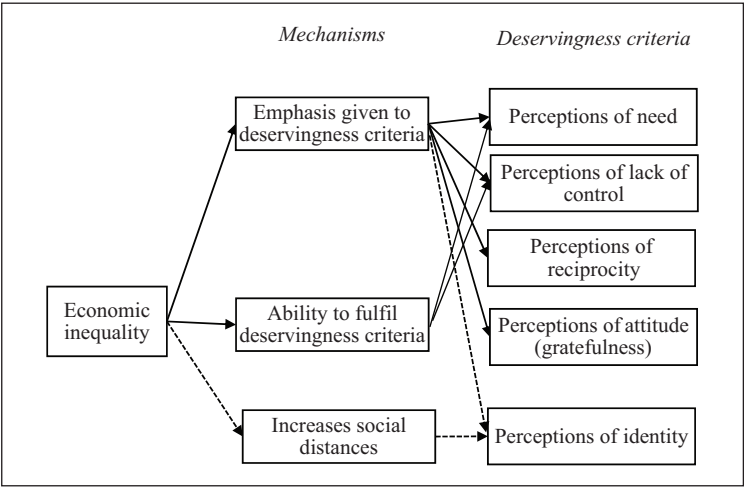 Mechanisms
Deservingness criteria
Emphasis given to
deservingness criteria
Perceptions of need
Perceptions of lack of
control
Perceptions of
reciprocity
Economic
inequality
Ability to fulfil
deservingness criteria
Perceptions of attitude
(gratefulness)
Increases social
distances
Perceptions of identity